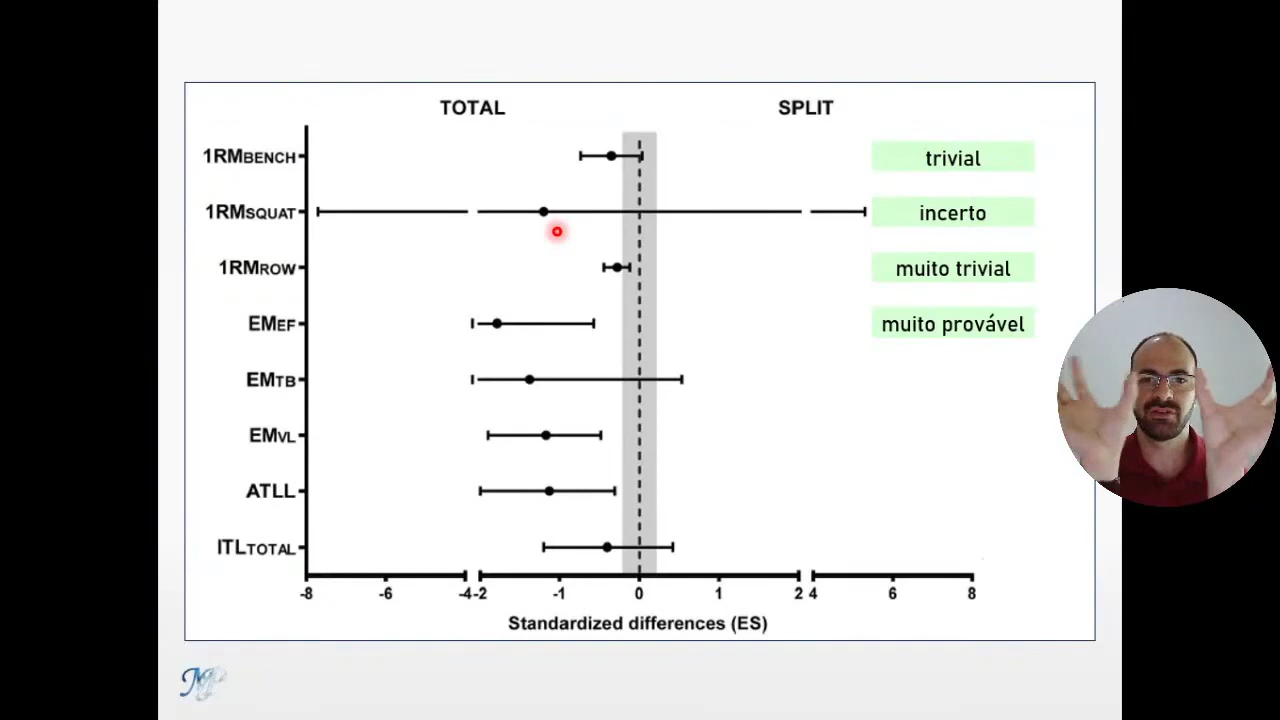 TOTAL SPLIT
1RMBENCH trivial
1RMSQUAT incerto
1RMROW muito trivial
EMEF muito provável
EMTB
EMVL
ATLL
ITLTOTAL
-8 -6 -4 -2 -1 0 1 2 4 6 8
Standardized differences (ES)
MP